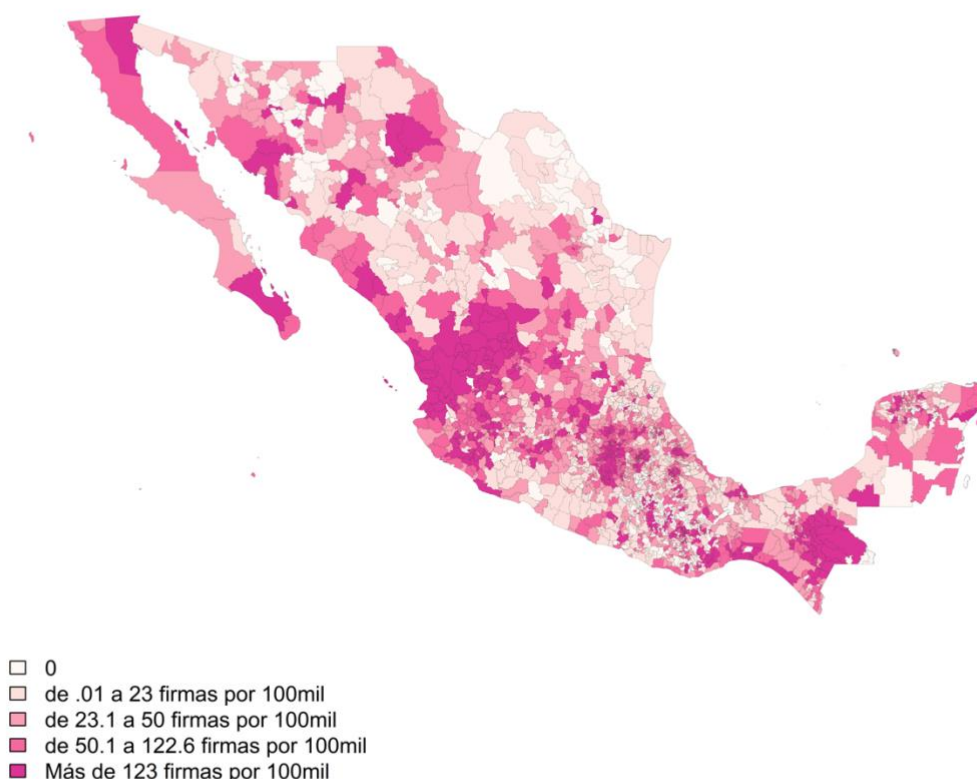 0
de .01 a 23 firmas por 100mil
de 23.1 a 50 firmas por 100mil
de 50.1 a 122.6 firmas por 100mil
Más de 123 firmas por 100mil